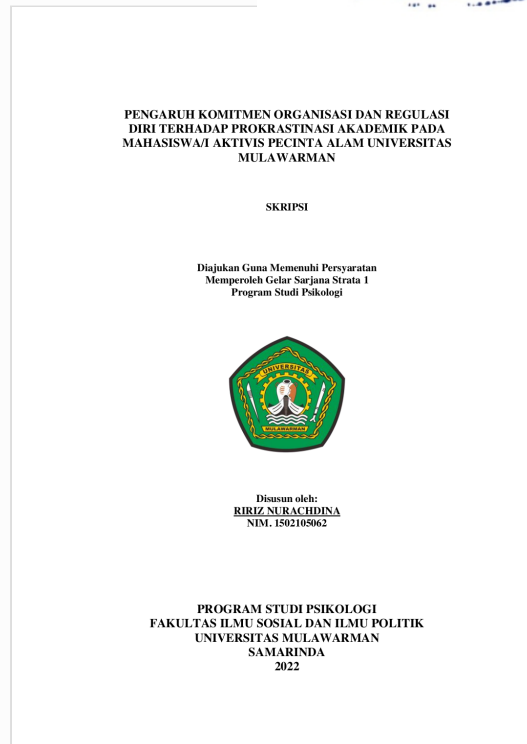 PENGARUH KOMITMEN ORGANISASI DAN REGULASI
DIRI TERHADAP PROKRASTINASI AKADEMIK PADA
MAHASISWA/I AKTIVIS PECINTA ALAM UNIVERSITAS
MULAWARMAN
SKRIPSI
Diajukan Guna Memenuhi Persyaratan
Memperoleh Gelar Sarjana Strata 1
Program Studi Psikologi
UNIVERSITAS
MULAWARMAN
Disusun oleh:
RIRIZ NURACHDINA
NIM. 1502105062
PROGRAM STUDI PSIKOLOGI
FAKULTAS ILMU SOSIAL DAN ILMU POLITIK
UNIVERSITAS MULAWARMAN
SAMARINDA
2022